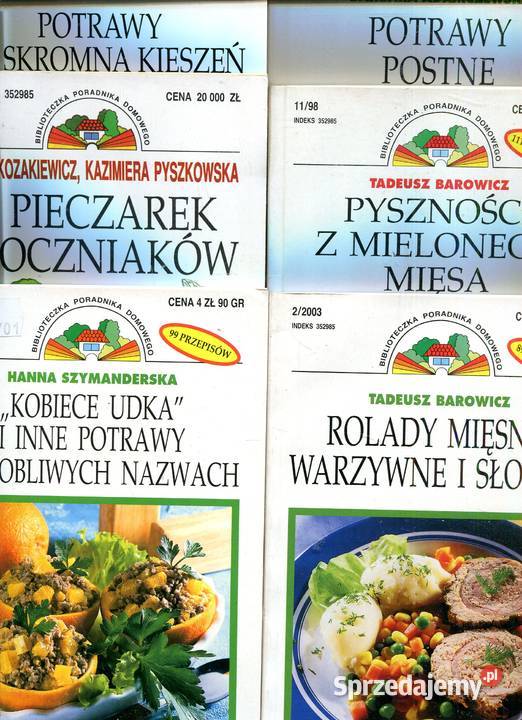 POTRAWY
SKROMNĄ KIESZEŃ
POTRAWY
POSTNE
352985
CENA 20 000 ZŁ
BIBLIOTECZKA PORADNIKA DOMOWEGO
KOZAKIEWICZ, KAZIMIERA PYSZKOWSKA
PIECZAREK
OCZNIAKÓW
11/98
INDEKS 352985
BIBLIOTECZKA PORADNIKA DOMOWEGO
TADEUSZ BAROWICZ
PYSZNOŚC
Z MIELONEG
MIĘSA
701
CENA 4 ZŁ 90 GR
BIBLIOTECZKA PORADNIKA DOMOWEGO
99 PRZEPISÓW
HANNA SZYMANDERSKA
„KOBIECE UDKA”
I INNE POTRAWY
OBLIWYCH NAZWACH
2/2003
INDEKS 352985
BIBLIOTECZKA PORADNIKA DOMOWEGO
TADEUSZ BAROWICZ
ROLADY MIĘSN
WARZYWNE I SŁO
Sprzedajemy.pl